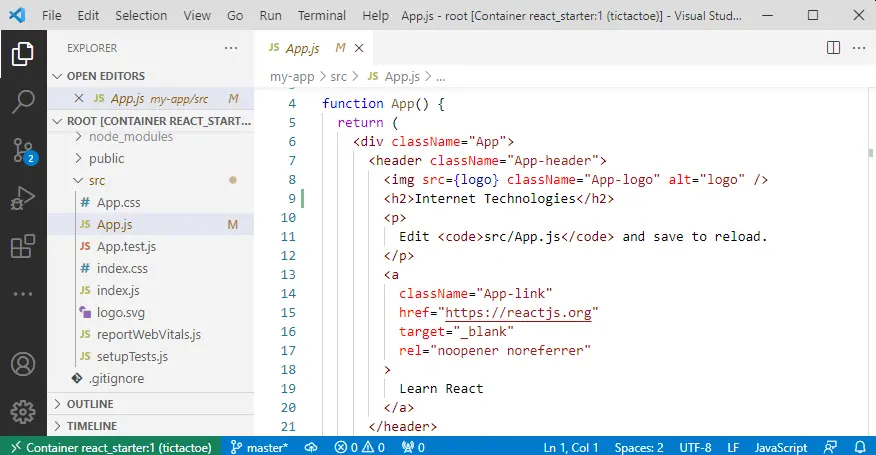 File Edit Selection View Go Run Terminal Help App.js - root [Container react_starter:1 (tictactoe)] - Visual Stud...
EXPLORER
OPEN EDITORS
JS App.js my-app/src M
ROOT [CONTAINER REACT_START...
node_modules
public
src
# App.css
JS App.js M
JS App.test.js
# index.css
JS index.js
logo.svg
JS reportWebVitals.js
JS setupTests.js
.gitignore
OUTLINE
TIMELINE
2
JS App.js M
my-app > src > JS App.js > ...
4 function App() {
5 return (
6 <div className="App">
7 <header className="App-header">
8 <img src={logo} className="App-logo" alt="logo" />
9 <h2>Internet Technologies</h2>
10 <p>
11 Edit <code>src/App.js</code> and save to reload.
12 </p>
13 <a
14 className="App-link"
15 href="https://reactjs.org"
16 target="_blank"
17 rel="noopener noreferrer"
18 >
19 Learn React
20 </a>
21 </header>
Container react_starter:1 (tictactoe) master* 0 0 0 Ln 1, Col 1 Spaces: 2 UTF-8 LF JavaScript